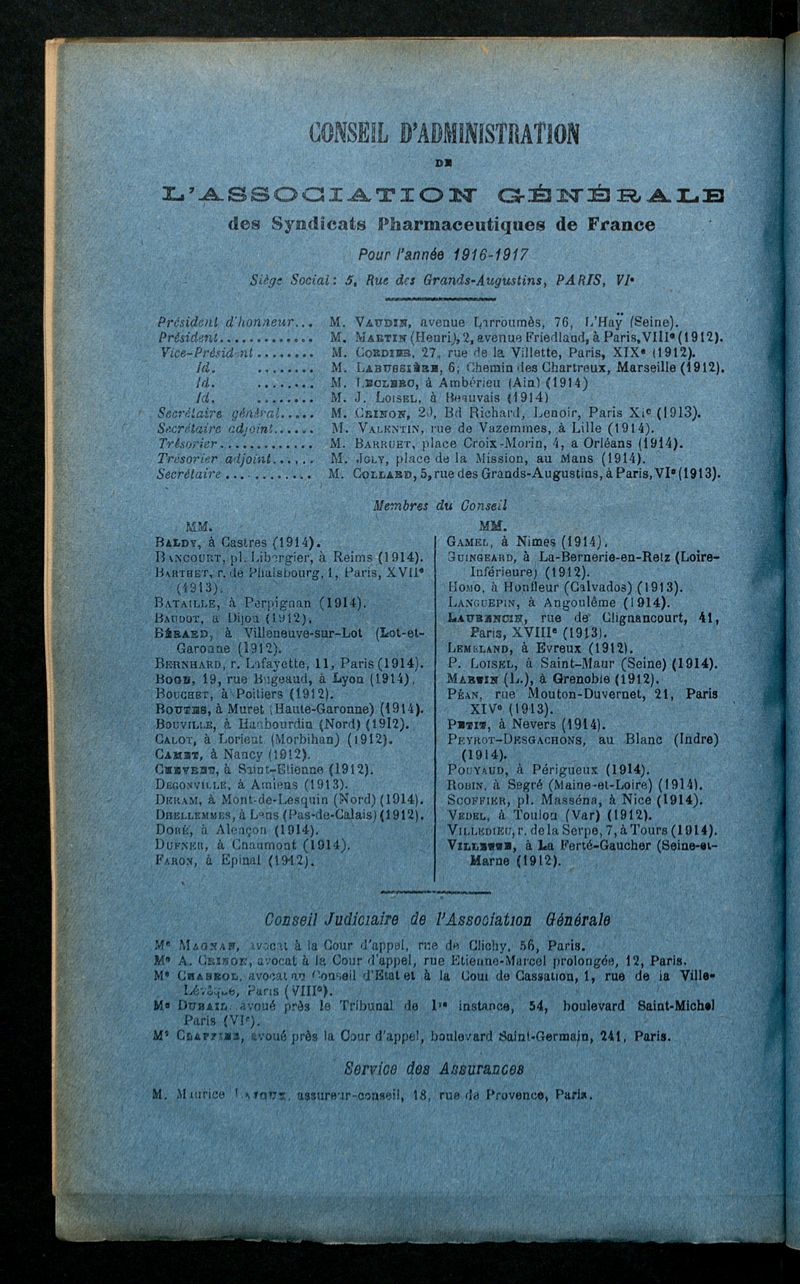 CONSEIL D'ADMINISTRATION
DE
L'ASSOCIATION GÉNÉRALE
des Syndicats Pharmaceutiques de France
Pour l'année 1916-1917
Siège Social: 5, Rue des Grands-Augustins, PARIS, VIe
Président d'honneur... M. VAUDIN, avenue Larroumès, 76, L'Haÿ (Seine).
Président............ M. MARTIN (Henri), 2, avenue Friedland, à Paris, VIIIe (1912).
Vice-Président ........ M. CORDIER, 27, rue de la Villette, Paris, XIXe (1912).
Id. ........ M. LABUSSIÈRE, 6, Chemin des Chartreux, Marseille (1912).
Id. ........ M. LECLERC, à Ambérieu (Ain) (1914)
Id. ........ M. J. LOISEL, à Beauvais (1914)
Secrétaire général..... M. CRINON, 20, Bd Richard, Lenoir, Paris XIe (1913).
Secrétaire adjoint...... M. VALENTIN, rue de Vazemmes, à Lille (1914).
Trésorier ............ M. BARRUET, place Croix-Morin, 4, à Orléans (1914).
Trésorier adjoint...... M. JOLY, place de la Mission, au Mans (1914).
Secrétaire ............ M. COLLARD, 5, rue des Grands-Augustins, à Paris, VIe (1913).
Membres du Conseil
MM.
BALDY, à Castres (1914).
BANCOURT, pl. Libergier, à Reims (1914).
BARTHET, r. de Phalsbourg, 1, Paris, XVIIe
(1913).
BATAILLE, à Perpignan (1914).
BAUDOT, à Dijon (1912).
BÉRARD, à Villeneuve-sur-Lot (Lot-et-
Garonne (1912).
BERNHARD, r. Lafayette, 11, Paris (1914).
BOGE, 19, rue Bugeaud, à Lyon (1914).
BOUCHET, à Poitiers (1912).
BOUTES, à Muret (Haute-Garonne) (1914).
BOUVILLE, à Haubourdin (Nord) (1912).
CALOT, à Lorient (Morbihan) (1912).
CAMET, à Nancy (1912).
CHEVRET, à Saint-Etienne (1912).
DEGONVILLE, à Amiens (1913).
DERAM, à Mont-de-Lesquin (Nord) (1914).
DHELLEMMES, à Lens (Pas-de-Calais) (1912).
DORÉ, à Alençon (1914).
DUFNER, à Chaumont (1914).
FARON, à Epinal (1912).
MM.
GAMEL, à Nimes (1914).
GUINGEARD, à La-Bernerie-en-Retz (Loire-
Inférieure) (1912).
HOMO, à Honfleur (Calvados) (1913).
LANGUEPIN, à Angoulême (1914).
LAURENCIN, rue de Clignancourt, 41,
Paris, XVIIIe (1913).
LEMELAND, à Evreux (1912).
P. LOISEL, à Saint-Maur (Seine) (1914).
MARTIN (L.), à Grenoble (1912).
PÉAN, rue Mouton-Duvernet, 21, Paris
XIVe (1913).
PETIT, à Nevers (1914).
PEYROT-DESGACHONS, au Blanc (Indre)
(1914).
POUYAUD, à Périgueux (1914).
ROBIN, à Segré (Maine-et-Loire) (1914).
SCOFFIER, pl. Masséna, à Nice (1914).
VEDEL, à Toulon (Var) (1912).
VILLEDIEU, r. de la Serpe, 7, à Tours (1914).
VILLETTE, à La Ferté-Gaucher (Seine-et-
Marne (1912).
Conseil Judiciaire de l'Association Générale
Me MAGNAN, avocat à la Cour d'appel, rue de Clichy, 56, Paris.
Me A. CRINON, avocat à la Cour d'appel, rue Etienne-Marcel prolongée, 12, Paris.
Me CHABROL, avocat au Conseil d'Etat et à la Cour de Cassation, 1, rue de la Ville-
Lévêque, Paris (VIIIe).
Me DUBAIL, avoué près le Tribunal de 1re instance, 54, boulevard Saint-Michel
Paris (VIe).
Me avoué près la Cour d'appel, boulevard Saint-Germain, 241, Paris.
Service des Assurances
M. Maurice assureur-conseil, 18, rue de Provence, Paris.